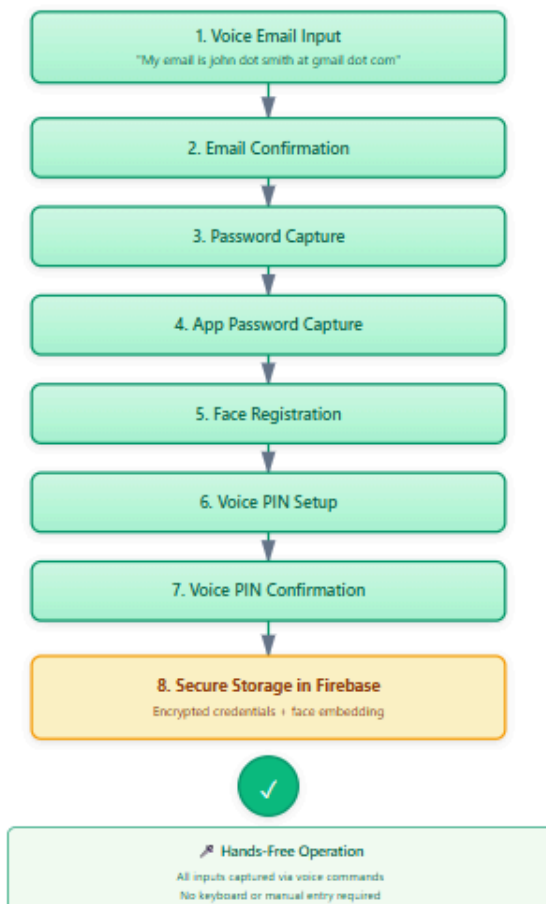 1. Voice Email Input
"My email is john dot smith at gmail dot com"
2. Email Confirmation
3. Password Capture
4. App Password Capture
5. Face Registration
6. Voice PIN Setup
7. Voice PIN Confirmation
8. Secure Storage in Firebase
Encrypted credentials + face embedding
✓
Hands-Free Operation
All inputs captured via voice commands
No keyboard or manual entry required